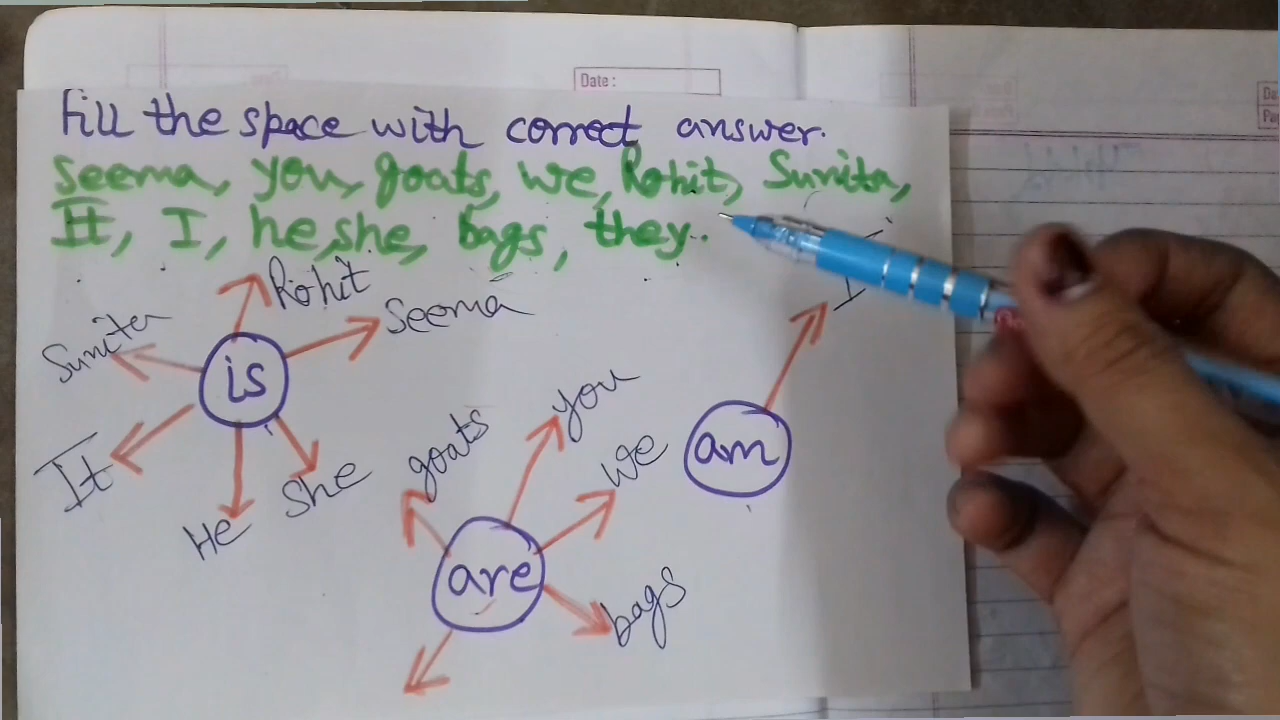 Date :
Fill the space with correct answer.
Seema, you, goats, we, Rohit, Sunita,
It, I, he, she, bags, they..
Rohit
Seema
Sunita
is
It
He
She
you
goats
we
are
bags
I
am